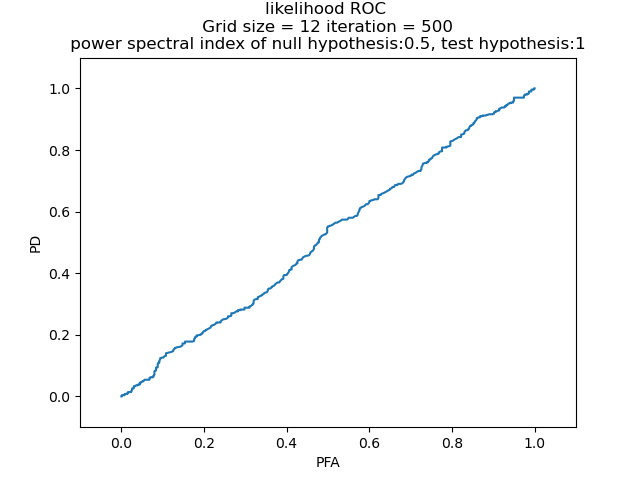 likelihood ROC
Grid size = 12 iteration = 500
power spectral index of null hypothesis:0.5, test hypothesis:1
1.0
0.8
0.6
0.4
0.2
0.0
PD
0.0 0.2 0.4 0.6 0.8 1.0
PFA